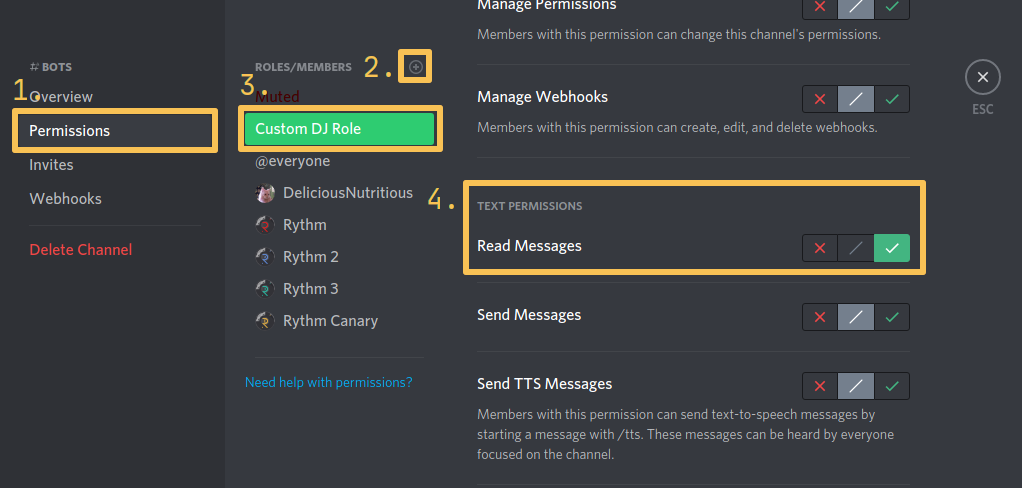 # BOTS
1.
Overview
Permissions
Invites
Webhooks
Delete Channel
ROLES/MEMBERS
2.
3.
Muted
Custom DJ Role
@everyone
DeliciousNutritious
Rythm
Rythm 2
Rythm 3
Rythm Canary
Need help with permissions?
Manage Permissions
Members with this permission can change this channel's permissions.
Manage Webhooks
Members with this permission can create, edit, and delete webhooks.
4.
TEXT PERMISSIONS
Read Messages
Send Messages
Send TTS Messages
Members with this permission can send text-to-speech messages by
starting a message with /tts. These messages can be heard by everyone
focused on the channel.
ESC